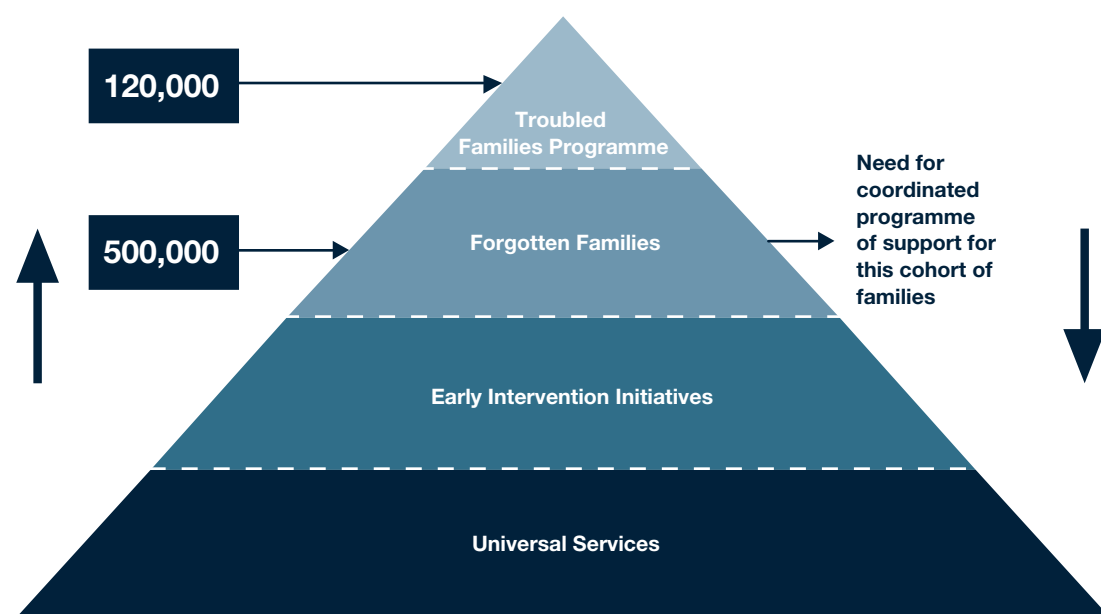 120,000
Troubled
Families Programme
500,000
Forgotten Families
Need for
coordinated
programme
of support for
this cohort of
families
Early Intervention Initiatives
Universal Services